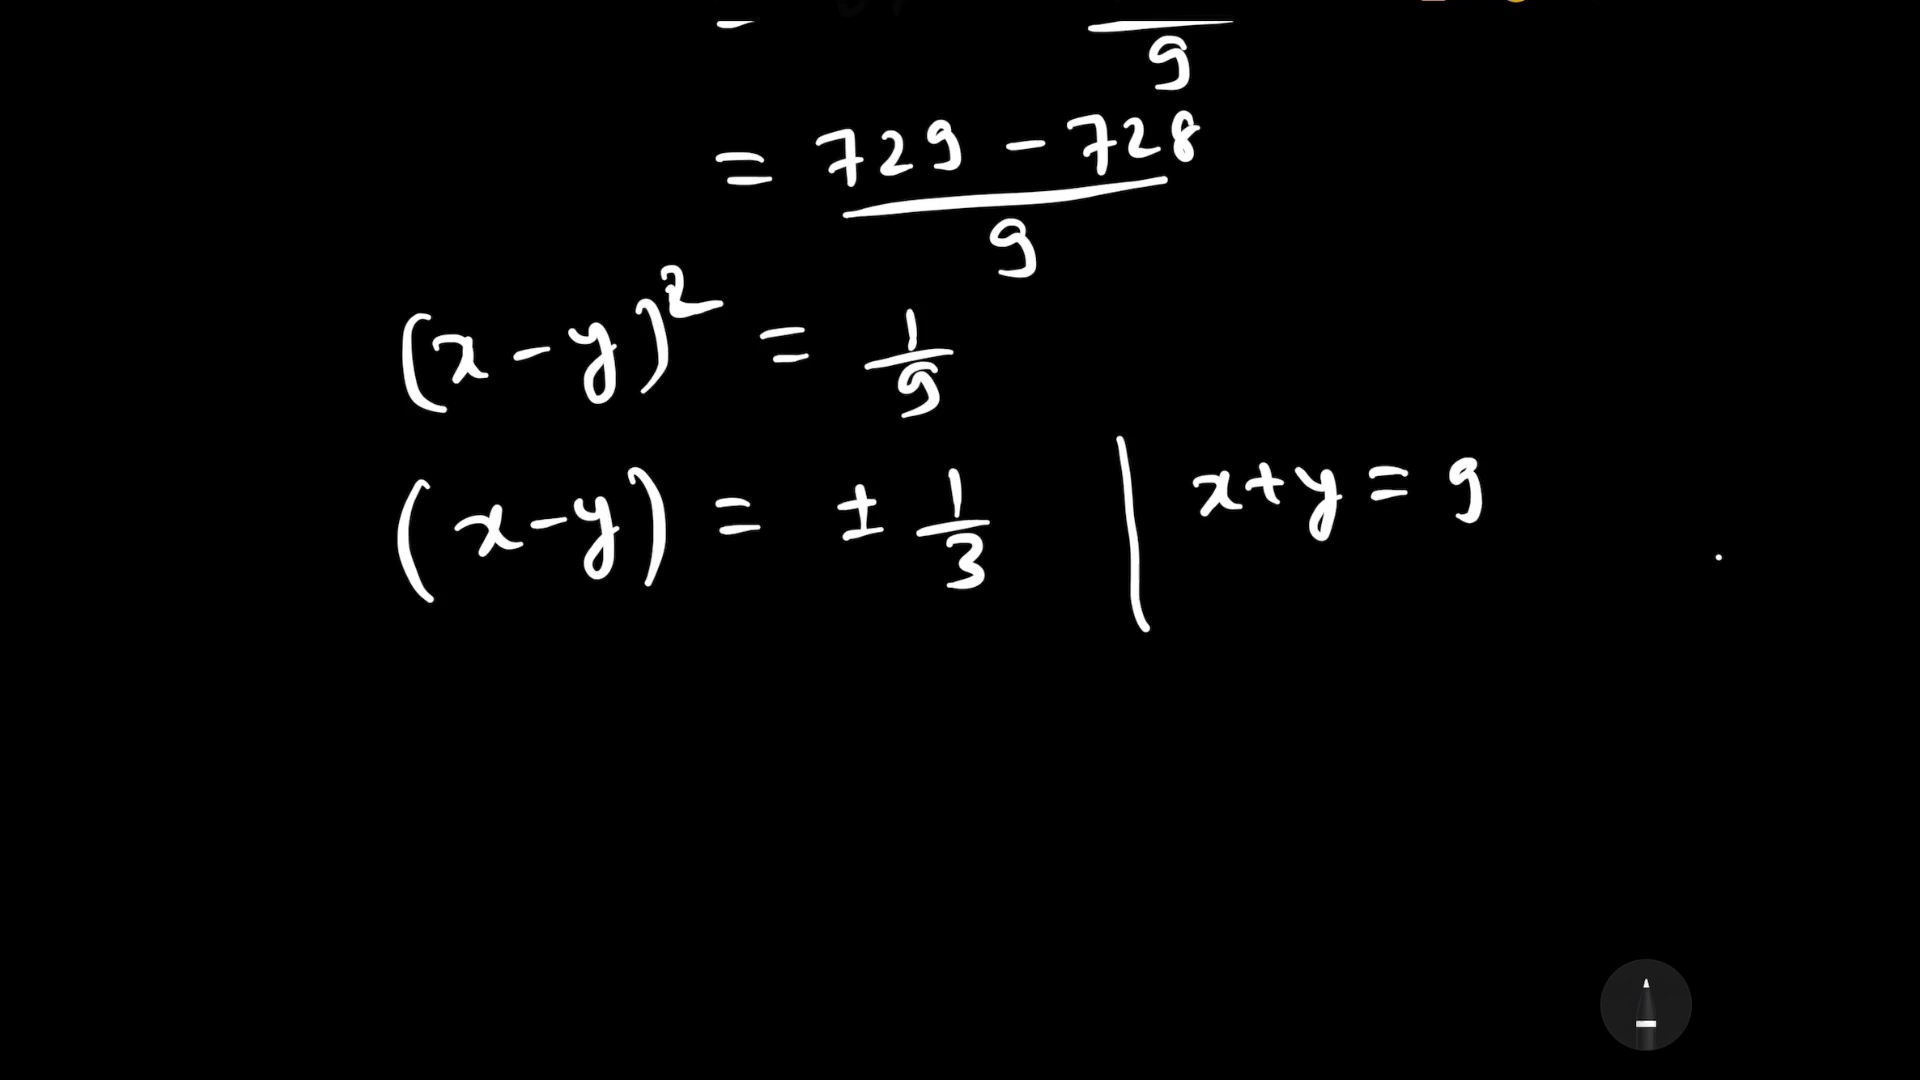 9
= 729 - 728
9
(x-y)² = 1/9
(x-y) = ± 1/3 | x+y = 9